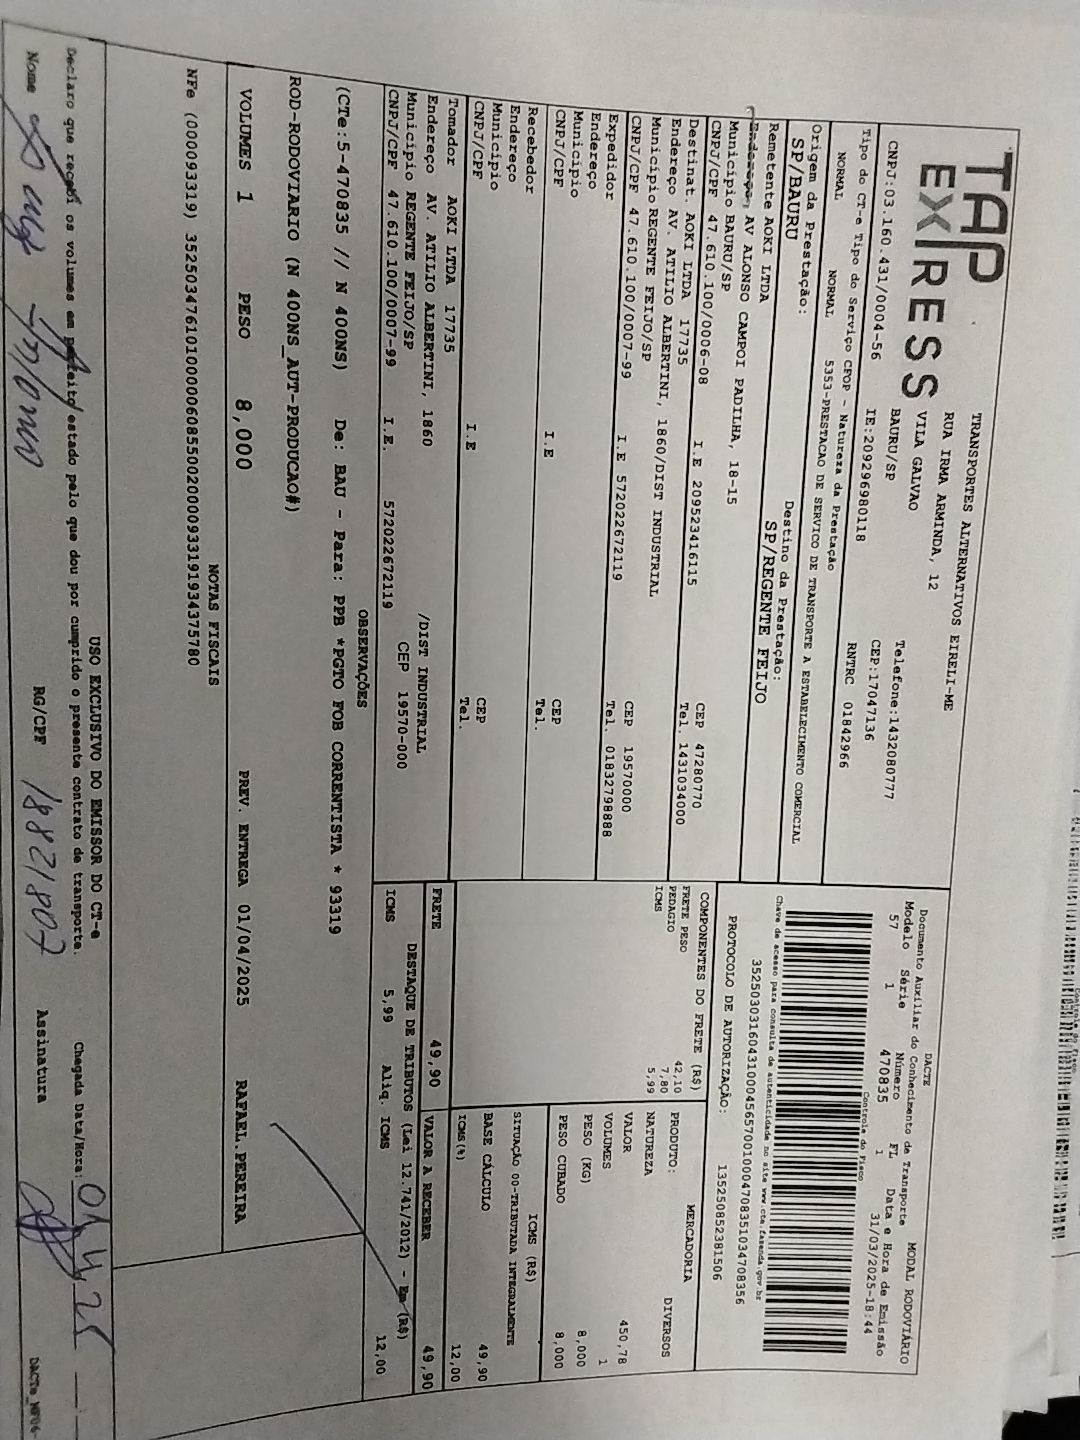 TAP
EXPRESS
TRANSPORTES ALTERNATIVOS EIRELI-ME
RUA IRMA ARMINDA, 12
VILA GALVAO
Telefone:1432080777
BAURU/SP
CEP:17047136
CNPJ:03.160.431/0004-56
IE:209296980118
RNTRC 01842966
DACTE
Documento Auxiliar do Conhecimento de Transporte
MODAL RODOVIÁRIO
Modelo Série Número FL Data e Hora de Emissão
57 1 470835 1 31/03/2025-18:44
Controle do Fisco
Tipo do CT-e Tipo do Serviço CFOP - Natureza da Prestação
NORMAL NORMAL 5353-PRESTACAO DE SERVICO DE TRANSPORTE A ESTABELECIMENTO COMERCIAL
Chave de acesso para consulta de autenticidade no site www.cte.fazenda.gov.br
35250303160431000456570010004708351034708356
Origem da Prestação: Destino da Prestação:
SP/BAURU SP/REGENTE FEIJO
PROTOCOLO DE AUTORIZAÇÃO: 135250852381506
Remetente AOKI LTDA
Endereço AV ALONSO CAMPOI PADILHA, 18-15
Município BAURU/SP CEP 47280770
CNPJ/CPF 47.610.100/0006-08 I.E 209523416115 Tel. 1431034000
Destinat. AOKI LTDA 17735
Endereço AV. ATILIO ALBERTINI, 1860/DIST INDUSTRIAL
Município REGENTE FEIJO/SP CEP 19570000
CNPJ/CPF 47.610.100/0007-99 I.E 572022672119 Tel. 01832798888
Expedidor
Endereço
Município CEP
CNPJ/CPF I.E Tel.
Recebedor
Endereço
Município CEP
CNPJ/CPF I.E Tel.
Tomador AOKI LTDA 17735
Endereço AV. ATILIO ALBERTINI, 1860 /DIST INDUSTRIAL
Município REGENTE FEIJO/SP CEP 19570-000
CNPJ/CPF 47.610.100/0007-99 I.E. 572022672119
COMPONENTES DO FRETE (R$)
FRETE PESO 42,10
PEDAGIO 7,80
ICMS 5,99
PRODUTO: MERCADORIA
NATUREZA DIVERSOS
VALOR 450,78
VOLUMES 1
PESO (KG) 8,000
PESO CUBADO 8,000
ICMS (R$)
SITUAÇÃO 00-TRIBUTADA INTEGRALMENTE
BASE CÁLCULO 49,90
ICMS(%) 12,00
FRETE 49,90 VALOR A RECEBER 49,90
DESTAQUE DE TRIBUTOS (Lei 12.741/2012) - Em (R$)
ICMS 5,99 Aliq. ICMS 12,00
OBSERVAÇÕES
(CTe:5-470835 // N 400NS) De: BAU - Para: PPB *PGTO FOB CORRENTISTA * 93319
ROD-RODOVIARIO (N 400NS_AUT-PRODUCAO#)
VOLUMES 1 PESO 8,000 PREV. ENTREGA 01/04/2025 RAFAEL.PEREIRA
NOTAS FISCAIS
NFe (000093319) 35250347610100000608550020000933191934375780
USO EXCLUSIVO DO EMISSOR DO CT-e
Declaro que recebi os volumes em perfeito estado pelo que dou por cumprido o presente contrato de transporte. Chegada Data/Hora: 01,4,25
Nome RG/CPF 18821807 Assinatura